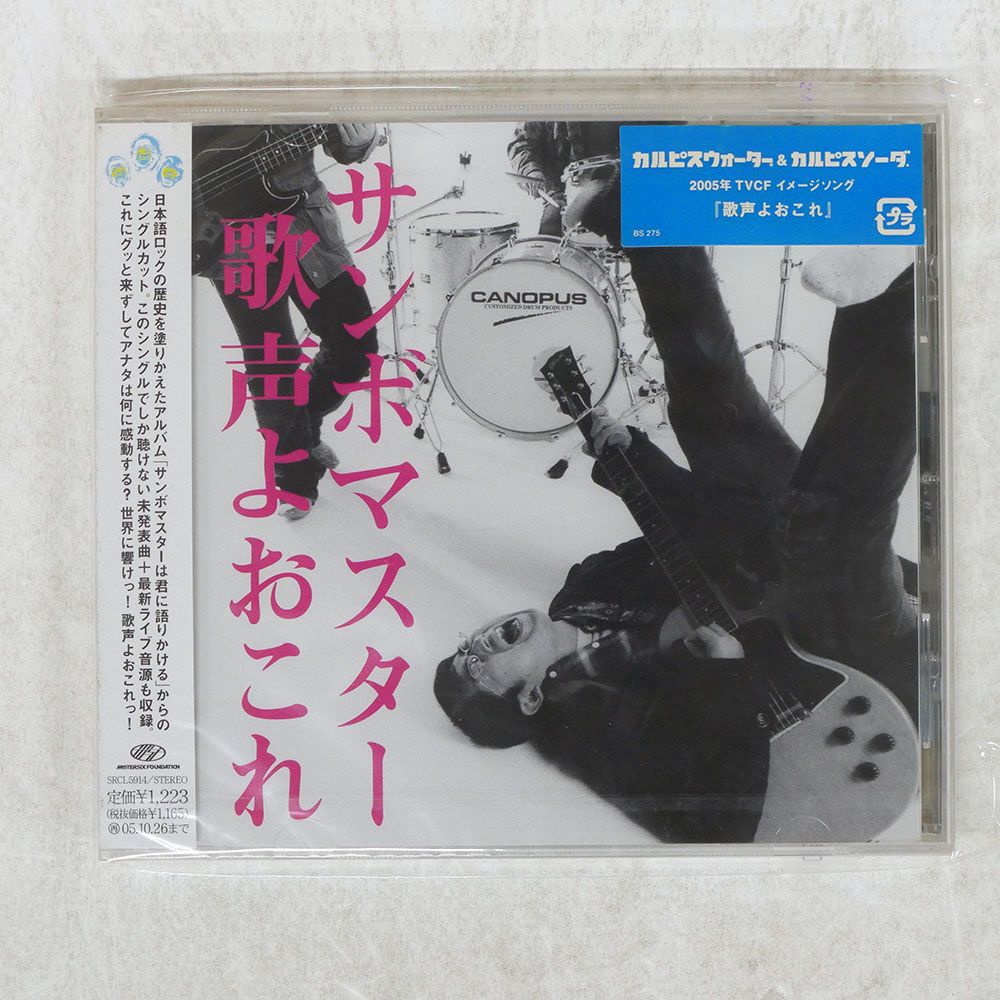 日本語ロックの歴史を塗りかえたアルバム「サンボマスターは君に語りかける」からの
シングルカット。このシングルでしか聴けない未発表曲+最新ライブ音源も収録。
これにグッと来ずしてアナタは何に感動する?世界に響けっ!歌声よおこれっ!
MASTERSIX FOUNDATION
SRCL5914/STEREO
定価¥1,223
(税抜価格¥1,165)
再05.10.26まで
サンボマスター
歌声よおこれ
CANOPUS
CUSTOMIZED DRUM PRODUCTS
カルピスウォーター&カルピスソーダ
2005年 TVCF イメージソング
『歌声よおこれ』
BS 275
プラ